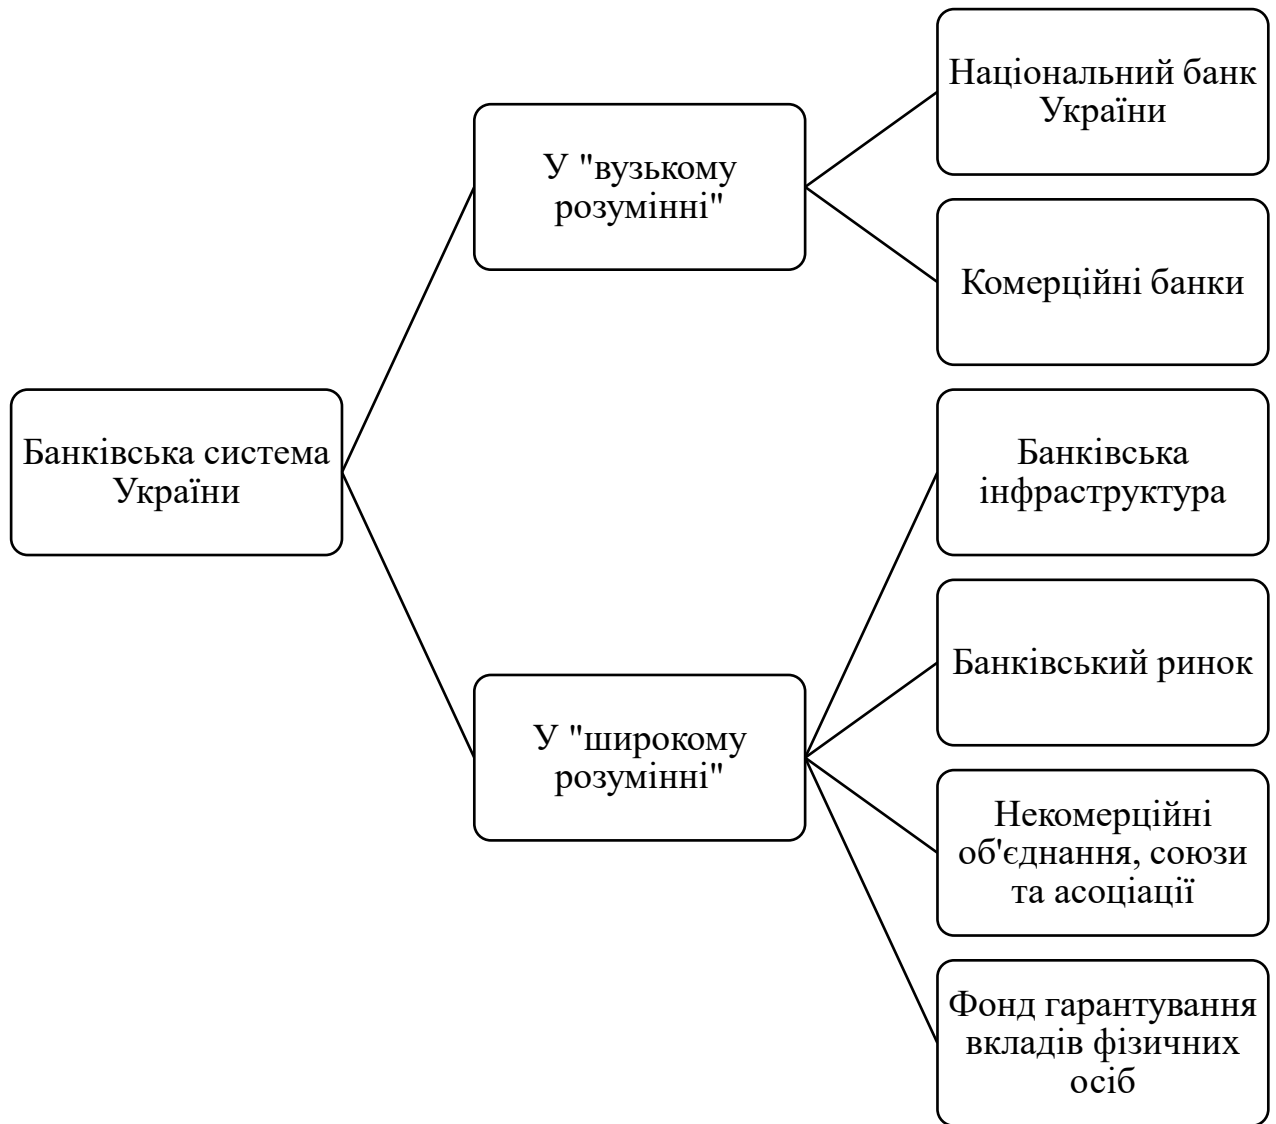 Банківська система
України
У "вузькому
розумінні"
Національний банк
України
Комерційні банки
У "широкому
розумінні"
Банківська
інфраструктура
Банківський ринок
Некомерційні
об'єднання, союзи
та асоціації
Фонд гарантування
вкладів фізичних
осіб